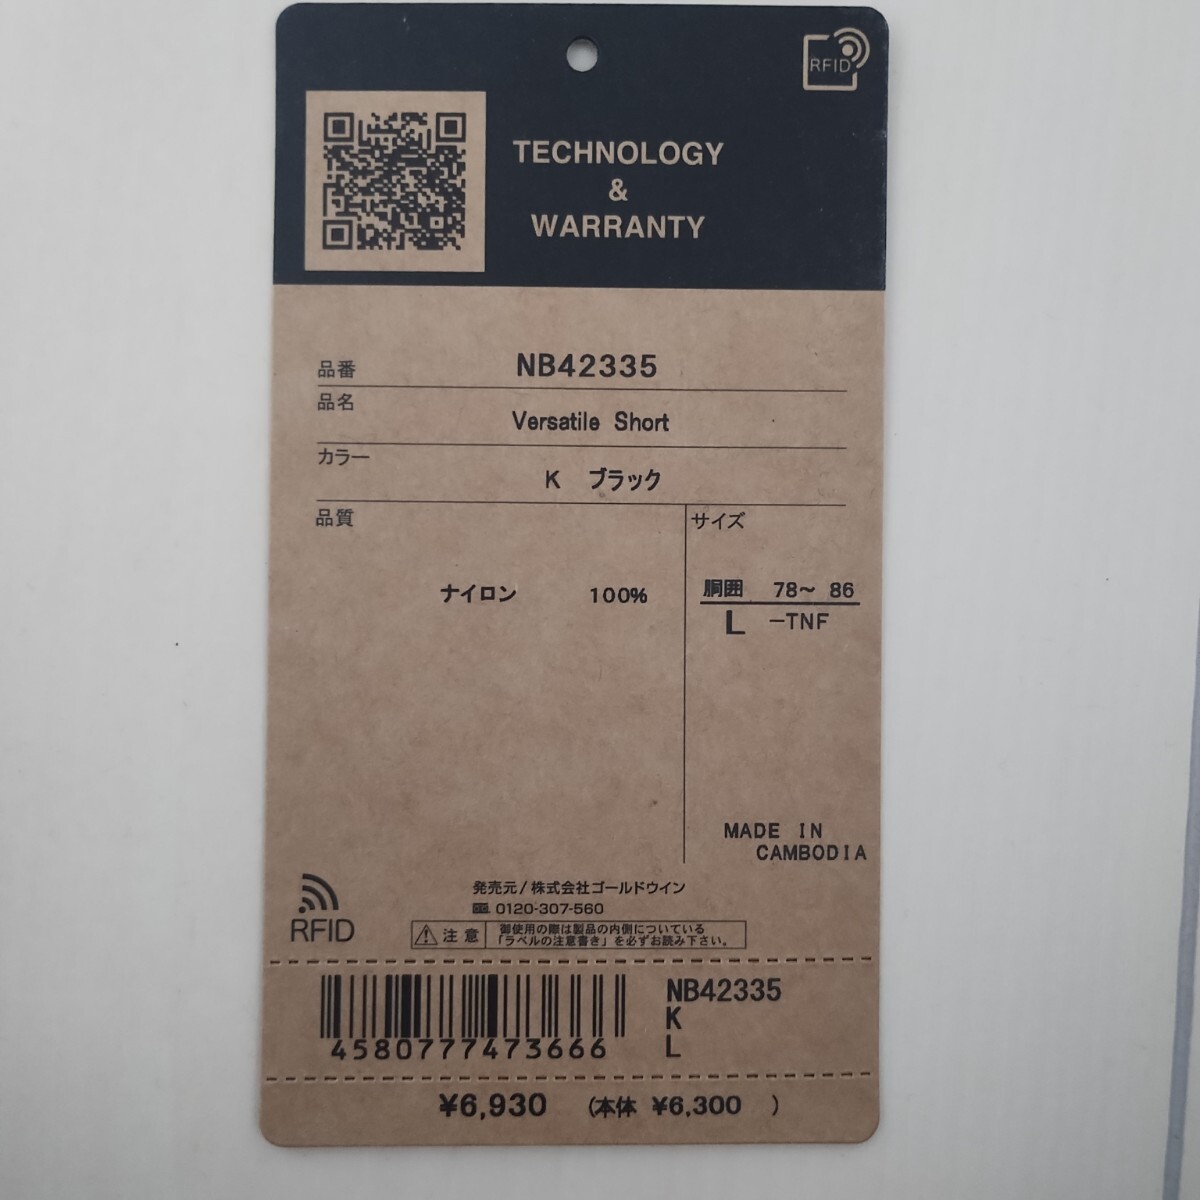 RFID
TECHNOLOGY
&
WARRANTY
品番 NB42335
品名 Versatile Short
カラー K ブラック
品質
ナイロン 100%
サイズ
胴囲 78~ 86
L -TNF
MADE IN
CAMBODIA
発売元/株式会社ゴールドウイン
0120-307-560
RFID
注意
御使用の際は製品の内側についている
「ラベルの注意書き」を必ずお読み下さい。
4580777473666
NB42335
K
L
¥6,930 (本体 ¥6,300 )